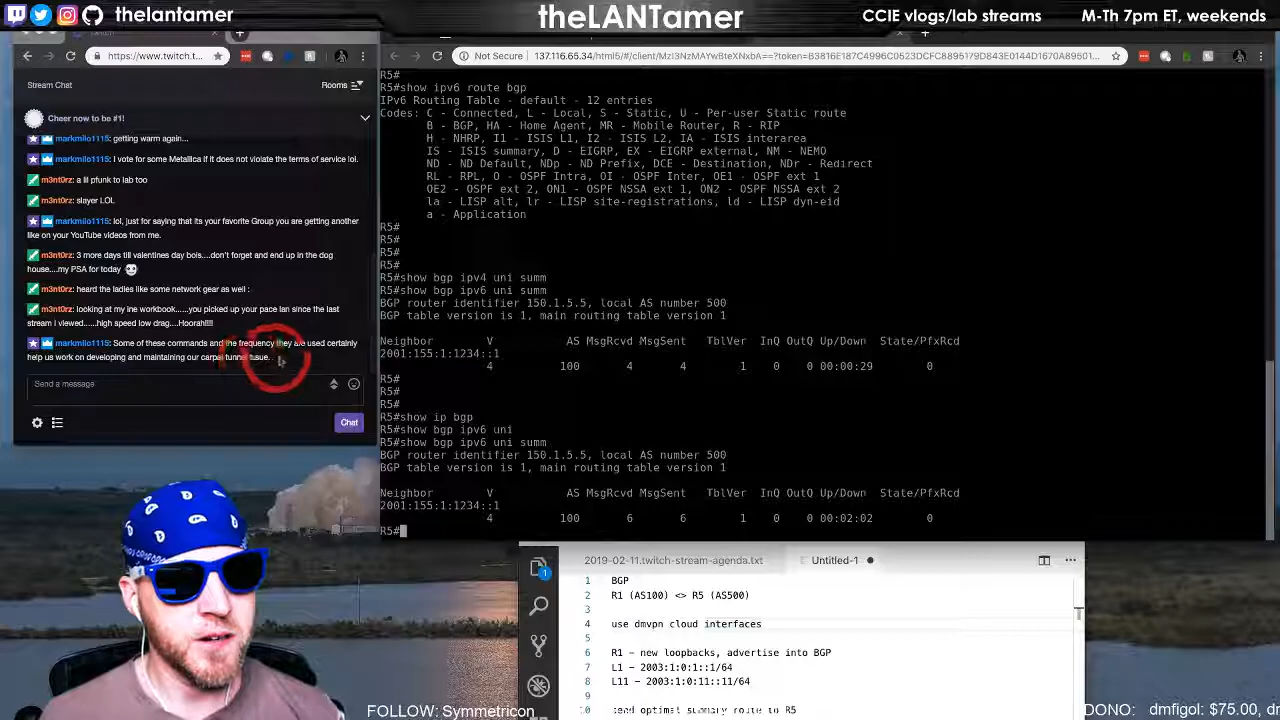 theLANtamer
theLANTamer
CCIE vlogs/lab streams
M-Th 7pm ET, weekends
https://www.twitch.t...
Not Secure
Stream Chat
Rooms
Cheer now to be #1!
markmilo1115: getting warm again...
markmilo1115: I vote for some Metallica if it does not violate the terms of service lol.
m3nt0rz: a lil pfunk to lab too
m3nt0rz: slayer LOL
markmilo1115: lol, just for saying that its your favorite Group you are getting another
like on your YouTube videos from me.
m3nt0rz: 3 more days till valentines day bois....don't forget and end up in the dog
house....my PSA for today
m3nt0rz: heard the ladies like some network gear as well :
m3nt0rz: looking at my ine workbook......you picked up your pace lan since the last
stream I viewed......high speed low drag....Hoorah!!!!
markmilo1115: Some of these commands and the frequency they are used certainly
help us work on developing and maintaining our carpal tunnel tissue.
Send a message
Chat
R5#
R5#show ipv6 route bgp
IPv6 Routing Table - default - 12 entries
Codes: C - Connected, L - Local, S - Static, U - Per-user Static route
B - BGP, HA - Home Agent, MR - Mobile Router, R - RIP
H - NHRP, I1 - ISIS L1, I2 - ISIS L2, IA - ISIS interarea
IS - ISIS summary, D - EIGRP, EX - EIGRP external, NM - NEMO
ND - ND Default, NDp - ND Prefix, DCE - Destination, NDr - Redirect
RL - RPL, O - OSPF Intra, OI - OSPF Inter, OE1 - OSPF ext 1
OE2 - OSPF ext 2, ON1 - OSPF NSSA ext 1, ON2 - OSPF NSSA ext 2
la - LISP alt, lr - LISP site-registrations, ld - LISP dyn-eid
a - Application
R5#
R5#
R5#
R5#
R5#show bgp ipv4 uni summ
R5#show bgp ipv6 uni summ
BGP router identifier 150.1.5.5, local AS number 500
BGP table version is 1, main routing table version 1
Neighbor V AS MsgRcvd MsgSent TblVer InQ OutQ Up/Down State/PfxRcd
2001:155:1:1234::1
4 100 4 4 1 0 0 00:00:29 0
R5#
R5#
R5#
R5#show ip bgp
R5#show bgp ipv6 uni
R5#show bgp ipv6 uni summ
BGP router identifier 150.1.5.5, local AS number 500
BGP table version is 1, main routing table version 1
Neighbor V AS MsgRcvd MsgSent TblVer InQ OutQ Up/Down State/PfxRcd
2001:155:1:1234::1
4 100 6 6 1 0 0 00:02:02 0
R5#
2019-02-11.twitch-stream-agenda.txt
Untitled-1
1 BGP
2 R1 (AS100) <> R5 (AS500)
3
4 use dmvpn cloud interfaces
5
6 R1 - new loopbacks, advertise into BGP
7 L1 - 2003:1:0:1::1/64
8 L11 - 2003:1:0:11::11/64
9
10 send optimal summary route to R5
1
FOLLOW: Symmetricon
DONO: dmfigol: $75.00,